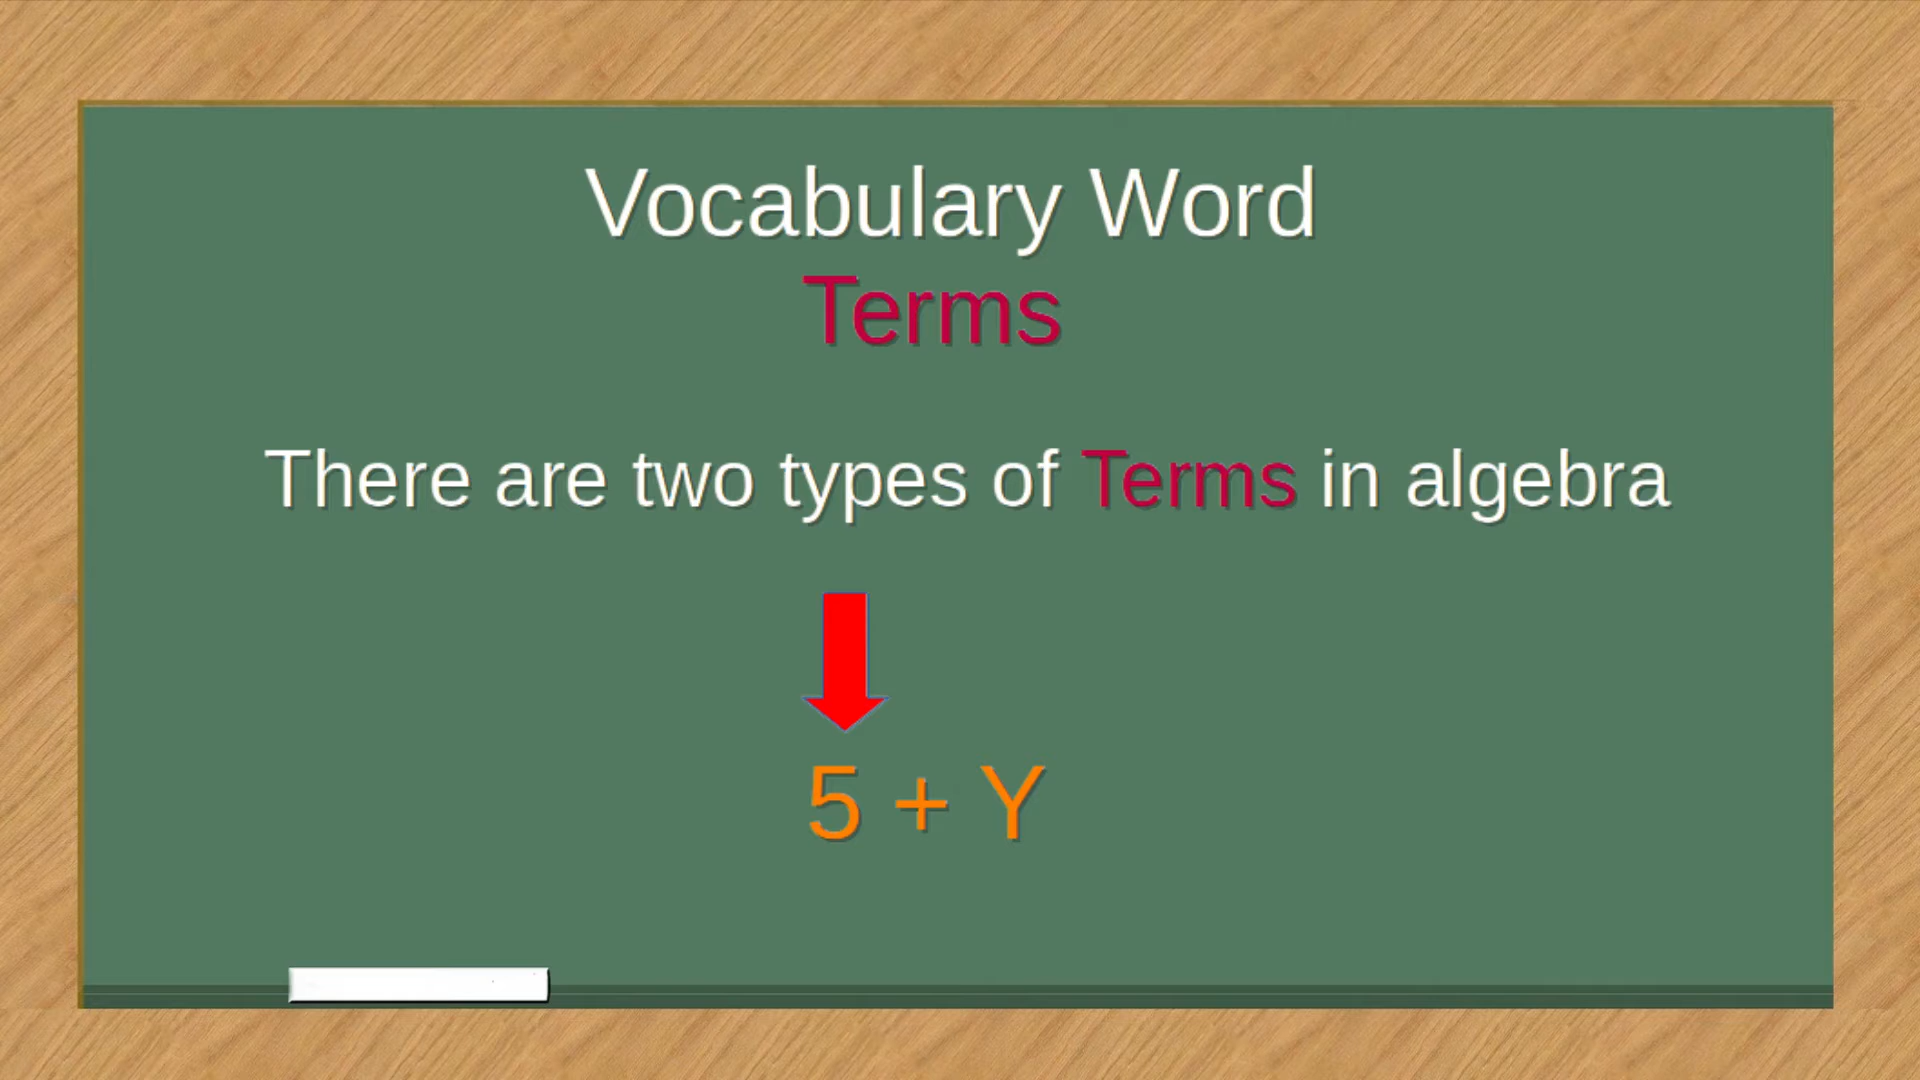 Vocabulary Word
Terms
There are two types of Terms in algebra
5 + Y